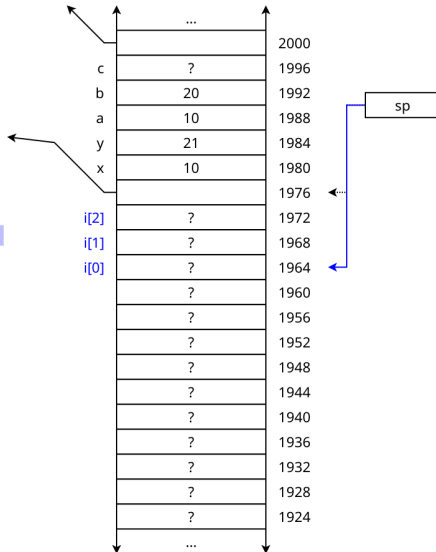 ...
2000
c ? 1996
b 20 1992
sp
a 10 1988
y 21 1984
x 10 1980
1976
i[2] ? 1972
i[1] ? 1968
i[0] ? 1964
? 1960
? 1956
? 1952
? 1948
? 1944
? 1940
? 1936
? 1932
? 1928
? 1924
...